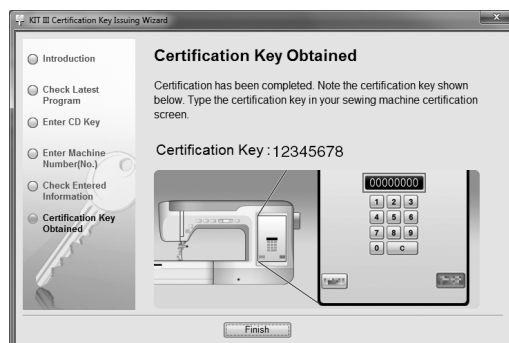 KIT III Certification Key Issuing Wizard
x
Introduction
Check Latest
Program
Enter CD Key
Enter Machine
Number(No.)
Check Entered
Information
Certification Key
Obtained
Certification Key Obtained
Certification has been completed. Note the certification key shown
below. Type the certification key in your sewing machine certification
screen.
Certification Key : 12345678
00000000
1 2 3
4 5 6
7 8 9
0 C
Finish